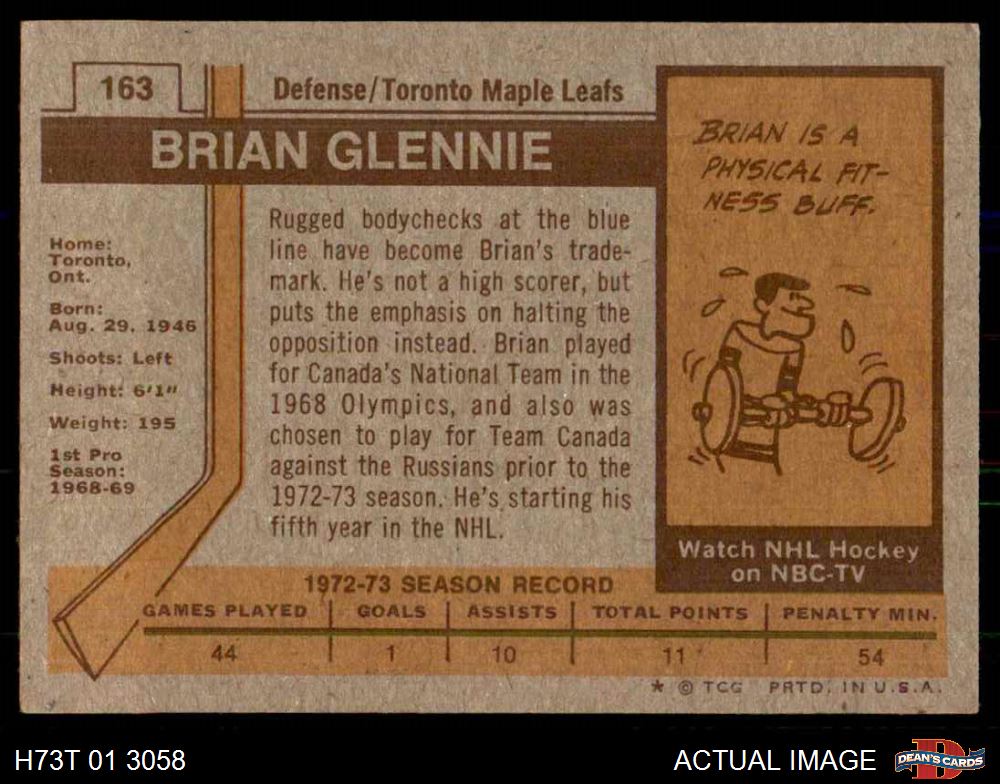 163
Defense/Toronto Maple Leafs
BRIAN GLENNIE
BRIAN IS A
PHYSICAL FIT-
NESS BUFF.
Home:
Toronto,
Ont.
Born:
Aug. 29. 1946
Shoots: Left
Height: 6'1"
Weight: 195
1st Pro
Season:
1968-69
Rugged bodychecks at the blue
line have become Brian's trade-
mark. He's not a high scorer, but
puts the emphasis on halting the
opposition instead. Brian played
for Canada's National Team in the
1968 Olympics, and also was
chosen to play for Team Canada
against the Russians prior to the
1972-73 season. He's starting his
fifth year in the NHL.
Watch NHL Hockey
on NBC-TV
1972-73 SEASON RECORD
GAMES PLAYED GOALS ASSISTS TOTAL POINTS PENALTY MIN.
44 1 10 11 54
* © TCG PRTD. IN U.S.A.
H73T 01 3058
ACTUAL IMAGE
D
DEAN'S CARDS